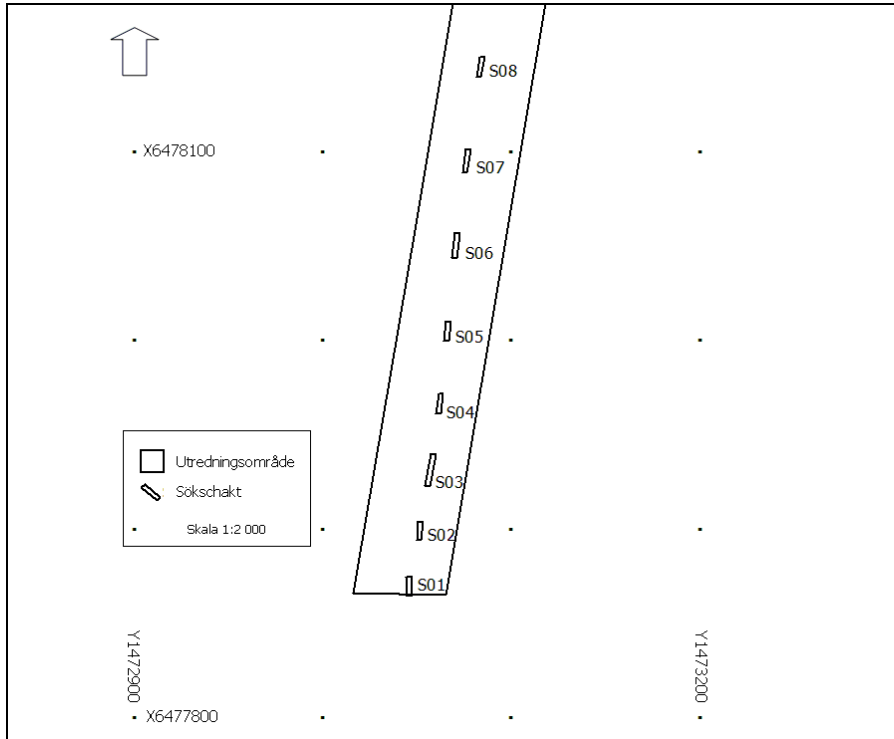 S08
X6478100
S07
S06
S05
S04
Utredningsområde
S03
Sökschakt
Skala 1:2 000
S02
S01
Y1472900
Y1473200
X6477800